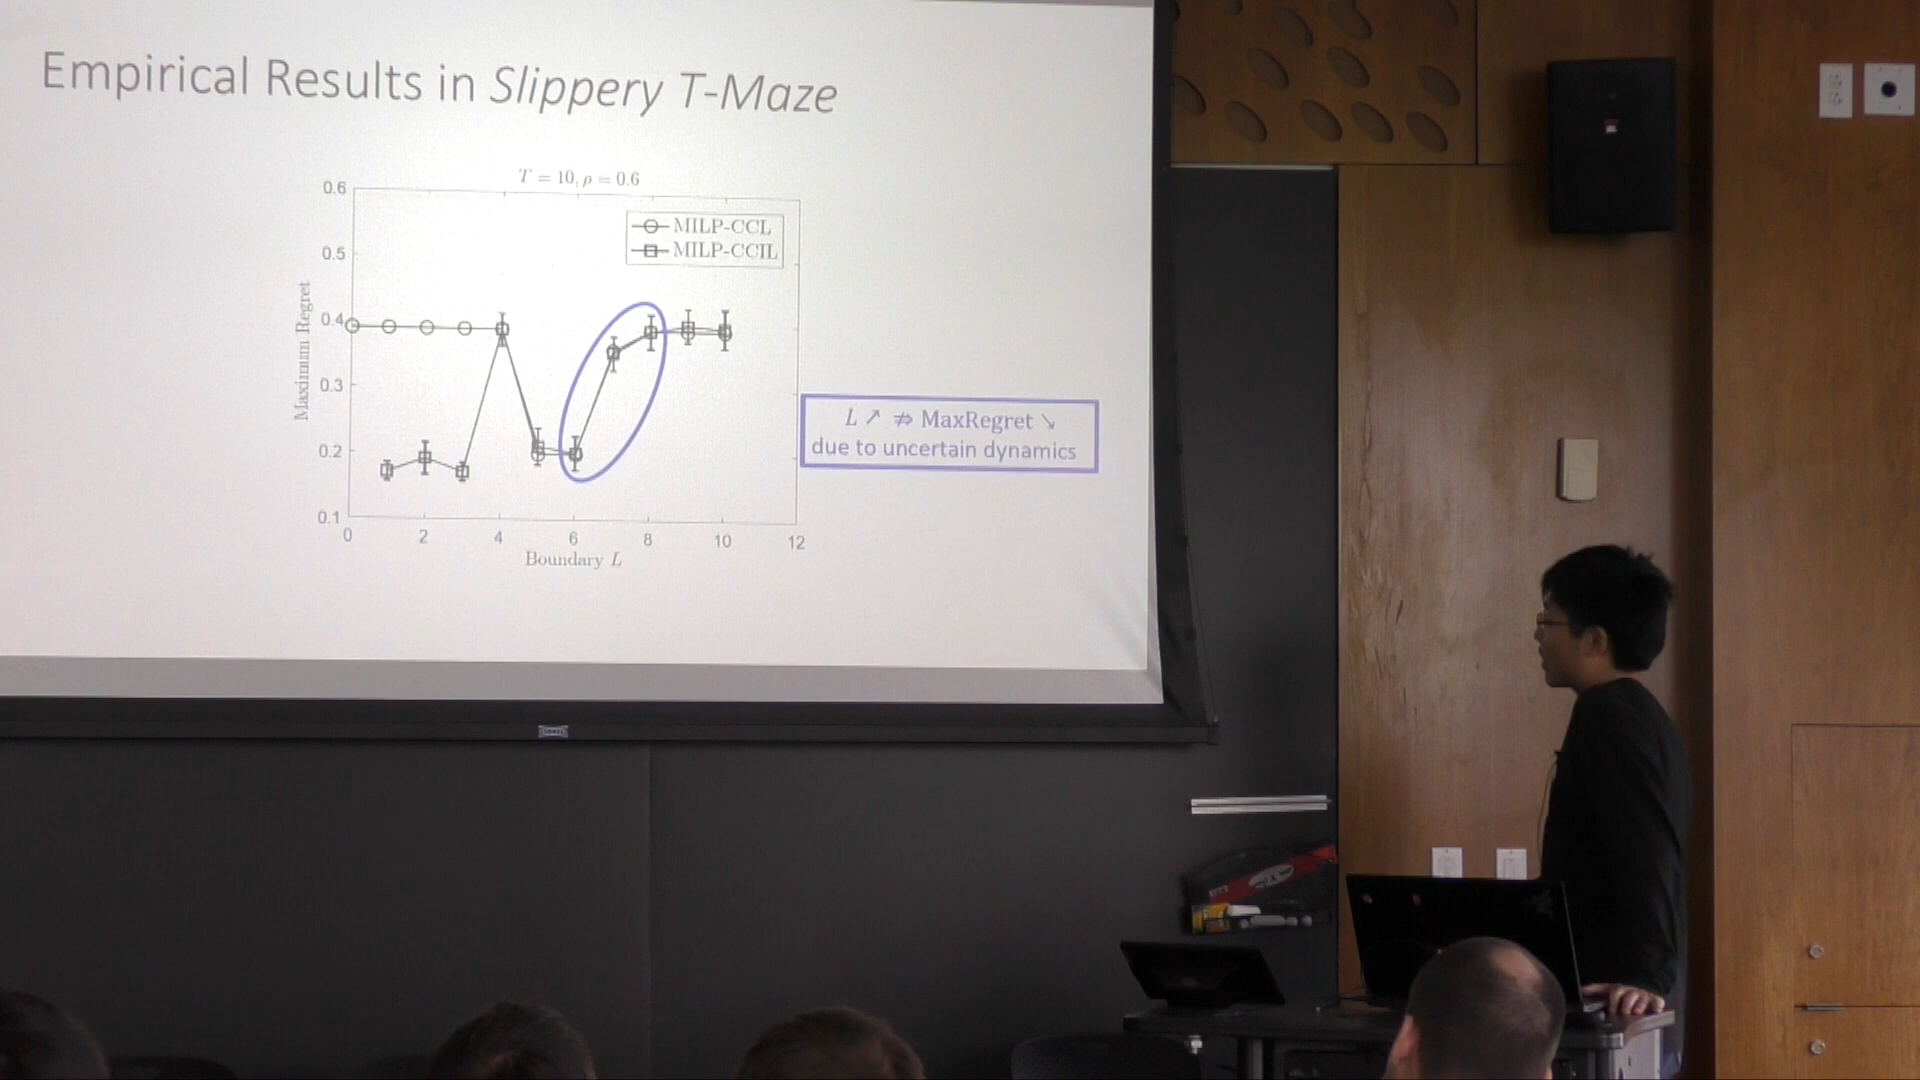 Empirical Results in Slippery T-Maze
T = 10, ρ = 0.6
MILP-CCL
MILP-CCIL
Maximum Regret
0.6
0.5
0.4
0.3
0.2
0.1
0 2 4 6 8 10 12
Boundary L
L ↗ ⇏ MaxRegret ↘
due to uncertain dynamics